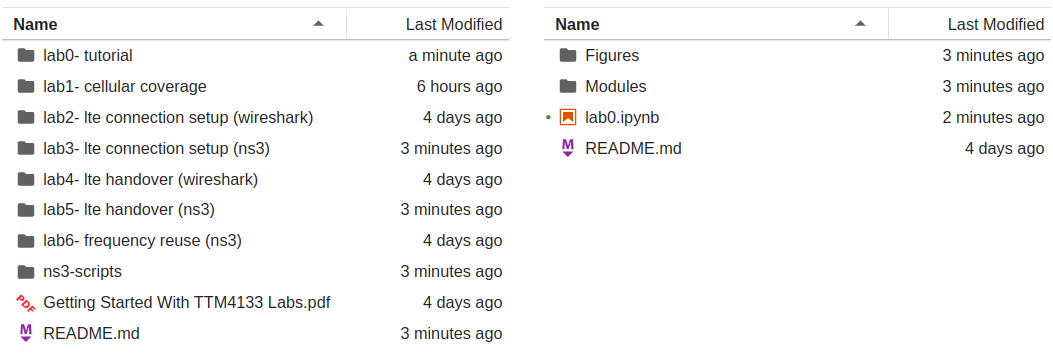 Name Last Modified
lab0- tutorial a minute ago
lab1- cellular coverage 6 hours ago
lab2- lte connection setup (wireshark) 4 days ago
lab3- lte connection setup (ns3) 3 minutes ago
lab4- lte handover (wireshark) 4 days ago
lab5- lte handover (ns3) 3 minutes ago
lab6- frequency reuse (ns3) 4 days ago
ns3-scripts 3 minutes ago
PDF Getting Started With TTM4133 Labs.pdf 4 days ago
M README.md 3 minutes ago
Name Last Modified
Figures 3 minutes ago
Modules 3 minutes ago
lab0.ipynb 2 minutes ago
M README.md 4 days ago